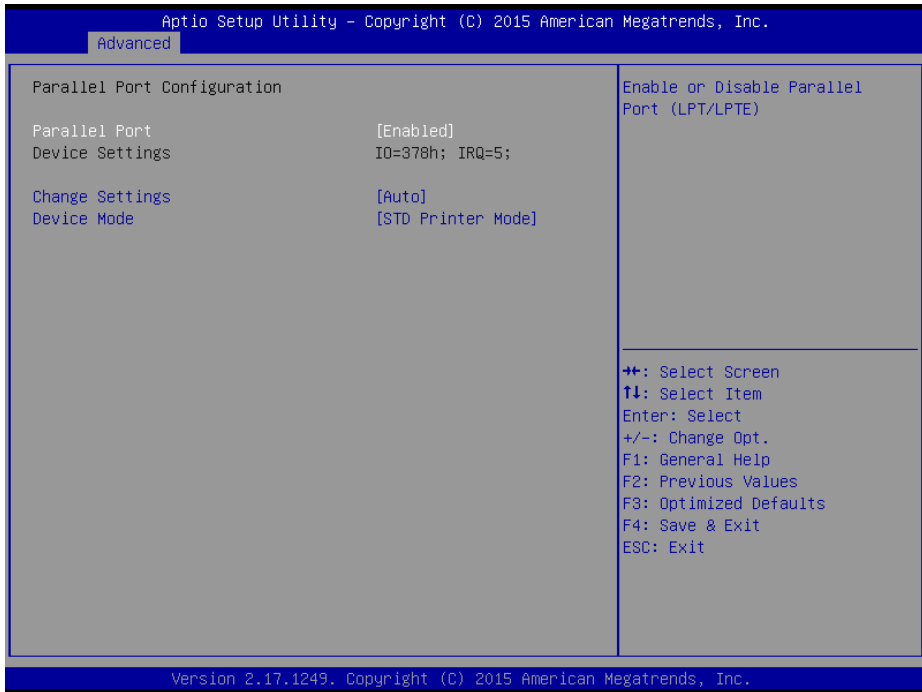 Aptio Setup Utility – Copyright (C) 2015 American Megatrends, Inc.
Advanced
Parallel Port Configuration
Parallel Port [Enabled]
Device Settings IO=378h; IRQ=5;
Change Settings [Auto]
Device Mode [STD Printer Mode]
Enable or Disable Parallel
Port (LPT/LPTE)
→←: Select Screen
↑↓: Select Item
Enter: Select
+/-: Change Opt.
F1: General Help
F2: Previous Values
F3: Optimized Defaults
F4: Save & Exit
ESC: Exit
Version 2.17.1249. Copyright (C) 2015 American Megatrends, Inc.